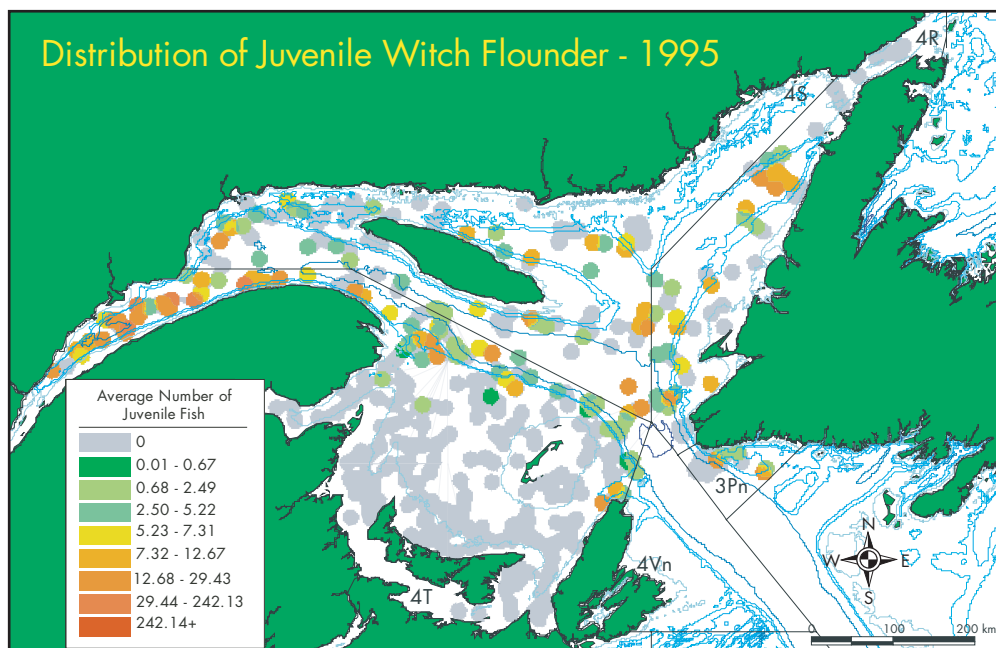 Distribution of Juvenile Witch Flounder - 1995
4R
4S
Average Number of
Juvenile Fish
0
0.01 - 0.67
0.68 - 2.49
2.50 - 5.22
5.23 - 7.31
7.32 - 12.67
12.68 - 29.43
29.44 - 242.13
242.14+
3Pn
4Vn
4T
N
W E
S
0 100 200 km